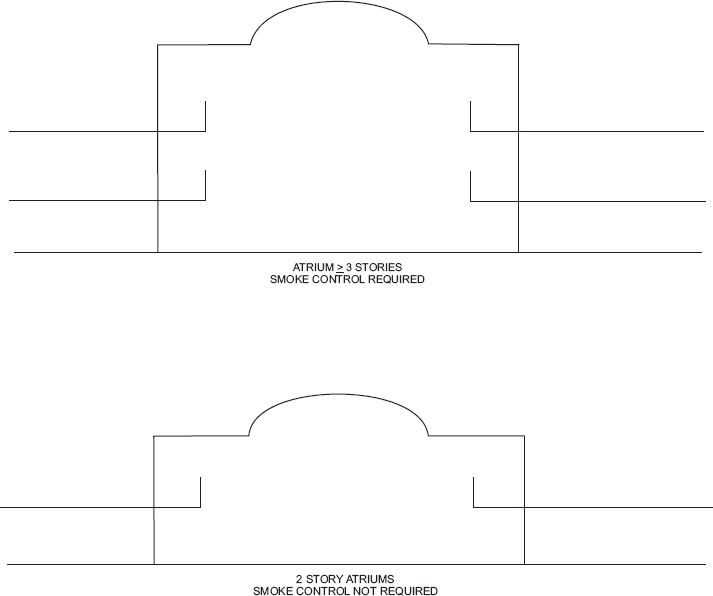 ATRIUM ≥ 3 STORIES
SMOKE CONTROL REQUIRED
2 STORY ATRIUMS
SMOKE CONTROL NOT REQUIRED